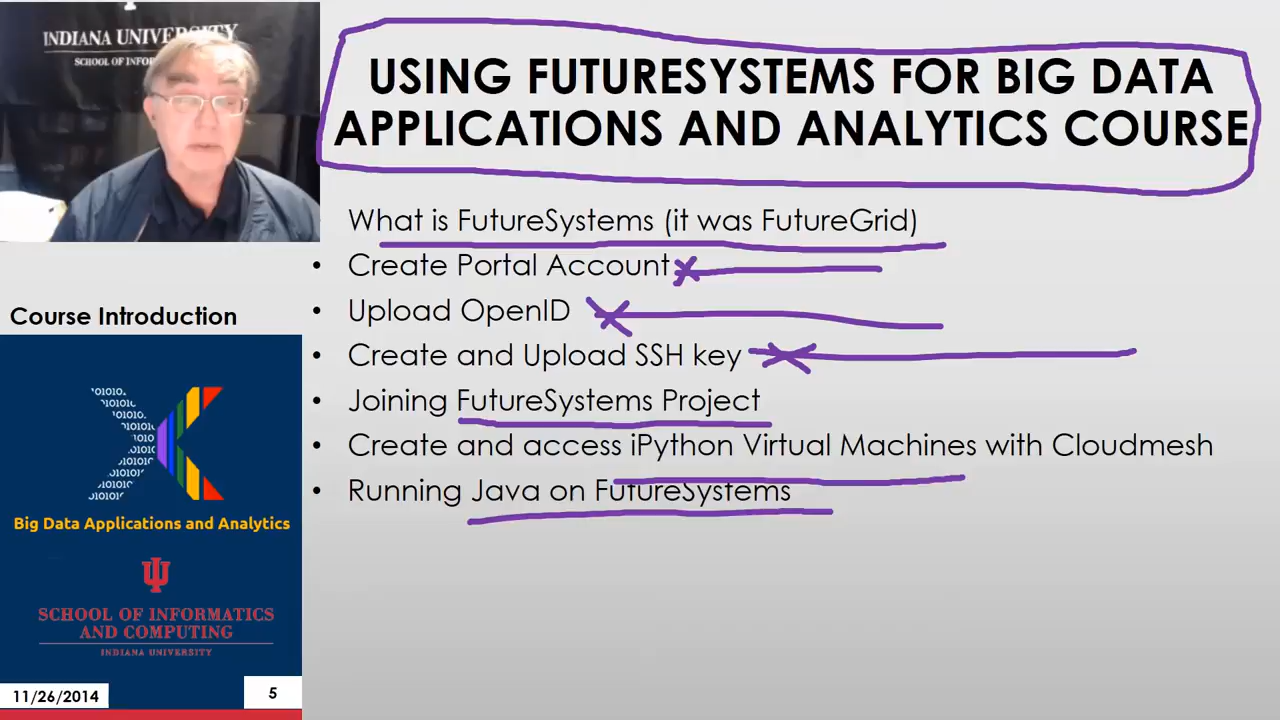 INDIANA UNIVERSITY
SCHOOL OF INFOR
USING FUTURESYSTEMS FOR BIG DATA
APPLICATIONS AND ANALYTICS COURSE
What is FutureSystems (it was FutureGrid)
• Create Portal Account
• Upload OpenID
• Create and Upload SSH key
• Joining FutureSystems Project
• Create and access iPython Virtual Machines with Cloudmesh
• Running Java on FutureSystems
Course Introduction
Big Data Applications and Analytics
SCHOOL OF INFORMATICS
AND COMPUTING
INDIANA UNIVERSITY
11/26/2014
5